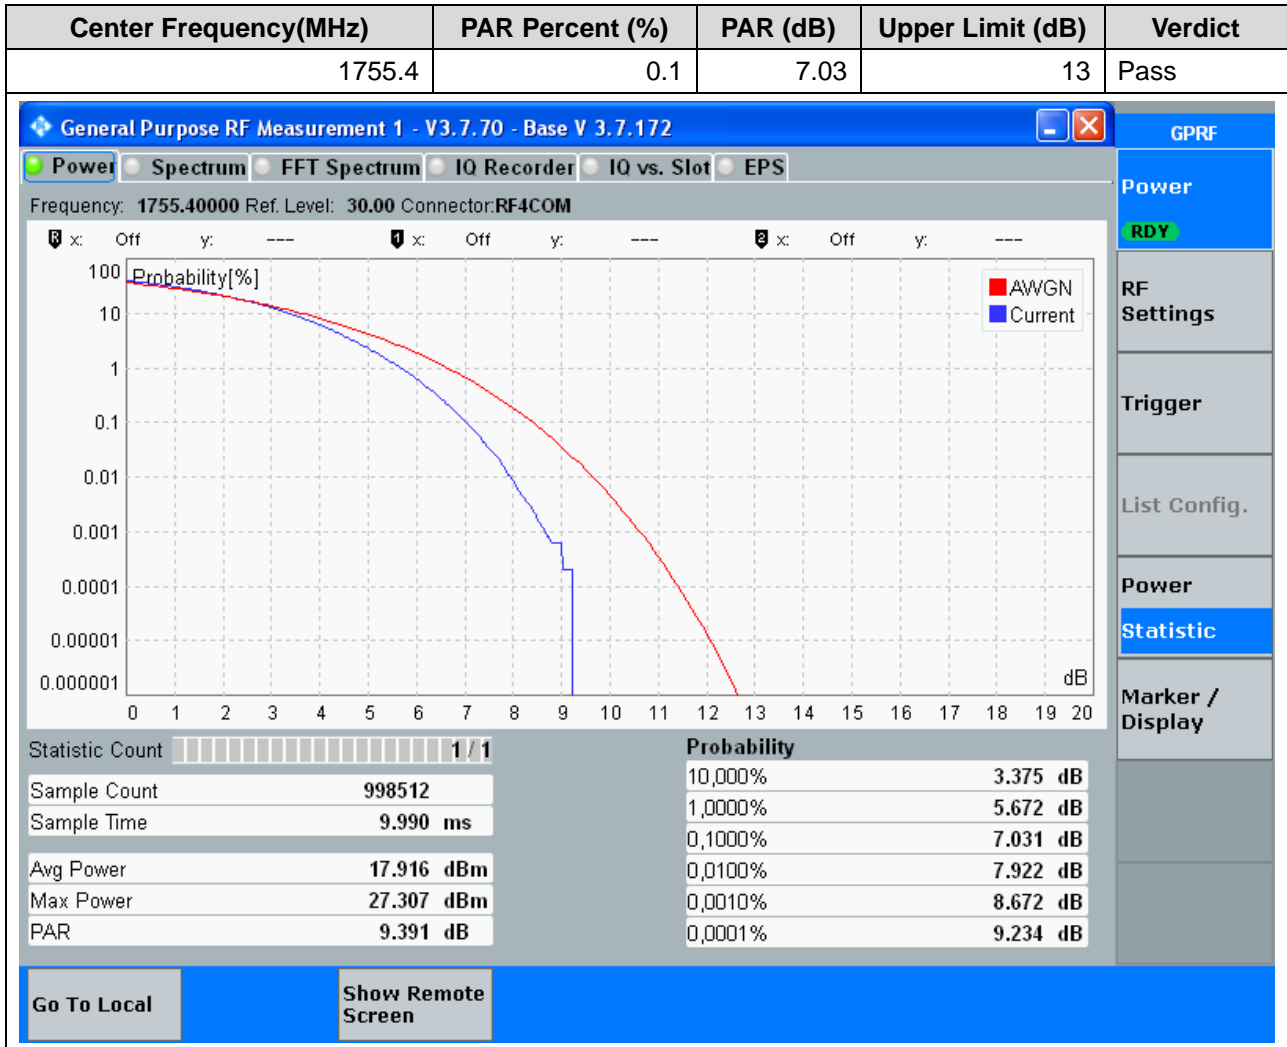 Center Frequency(MHz) PAR Percent (%) PAR (dB) Upper Limit (dB) Verdict
1755.4 0.1 7.03 13 Pass
General Purpose RF Measurement 1 - V3.7.70 - Base V 3.7.172
GPRF
Power Spectrum FFT Spectrum IQ Recorder IQ vs. Slot EPS
Power
RDY
Frequency: 1755.40000 Ref. Level: 30.00 Connector:RF4COM
R x: Off y: --- 1 x: Off y: --- 2 x: Off y: ---
Probability[%]
AWGN
Current
100
10
1
0.1
0.01
0.001
0.0001
0.00001
0.000001
dB
0 1 2 3 4 5 6 7 8 9 10 11 12 13 14 15 16 17 18 19 20
RF
Settings
Trigger
List Config.
Power
Statistic
Marker /
Display
Statistic Count 1 / 1
Sample Count 998512
Sample Time 9.990 ms
Avg Power 17.916 dBm
Max Power 27.307 dBm
PAR 9.391 dB
Probability
10,000% 3.375 dB
1,0000% 5.672 dB
0,1000% 7.031 dB
0,0100% 7.922 dB
0,0010% 8.672 dB
0,0001% 9.234 dB
Go To Local
Show Remote
Screen